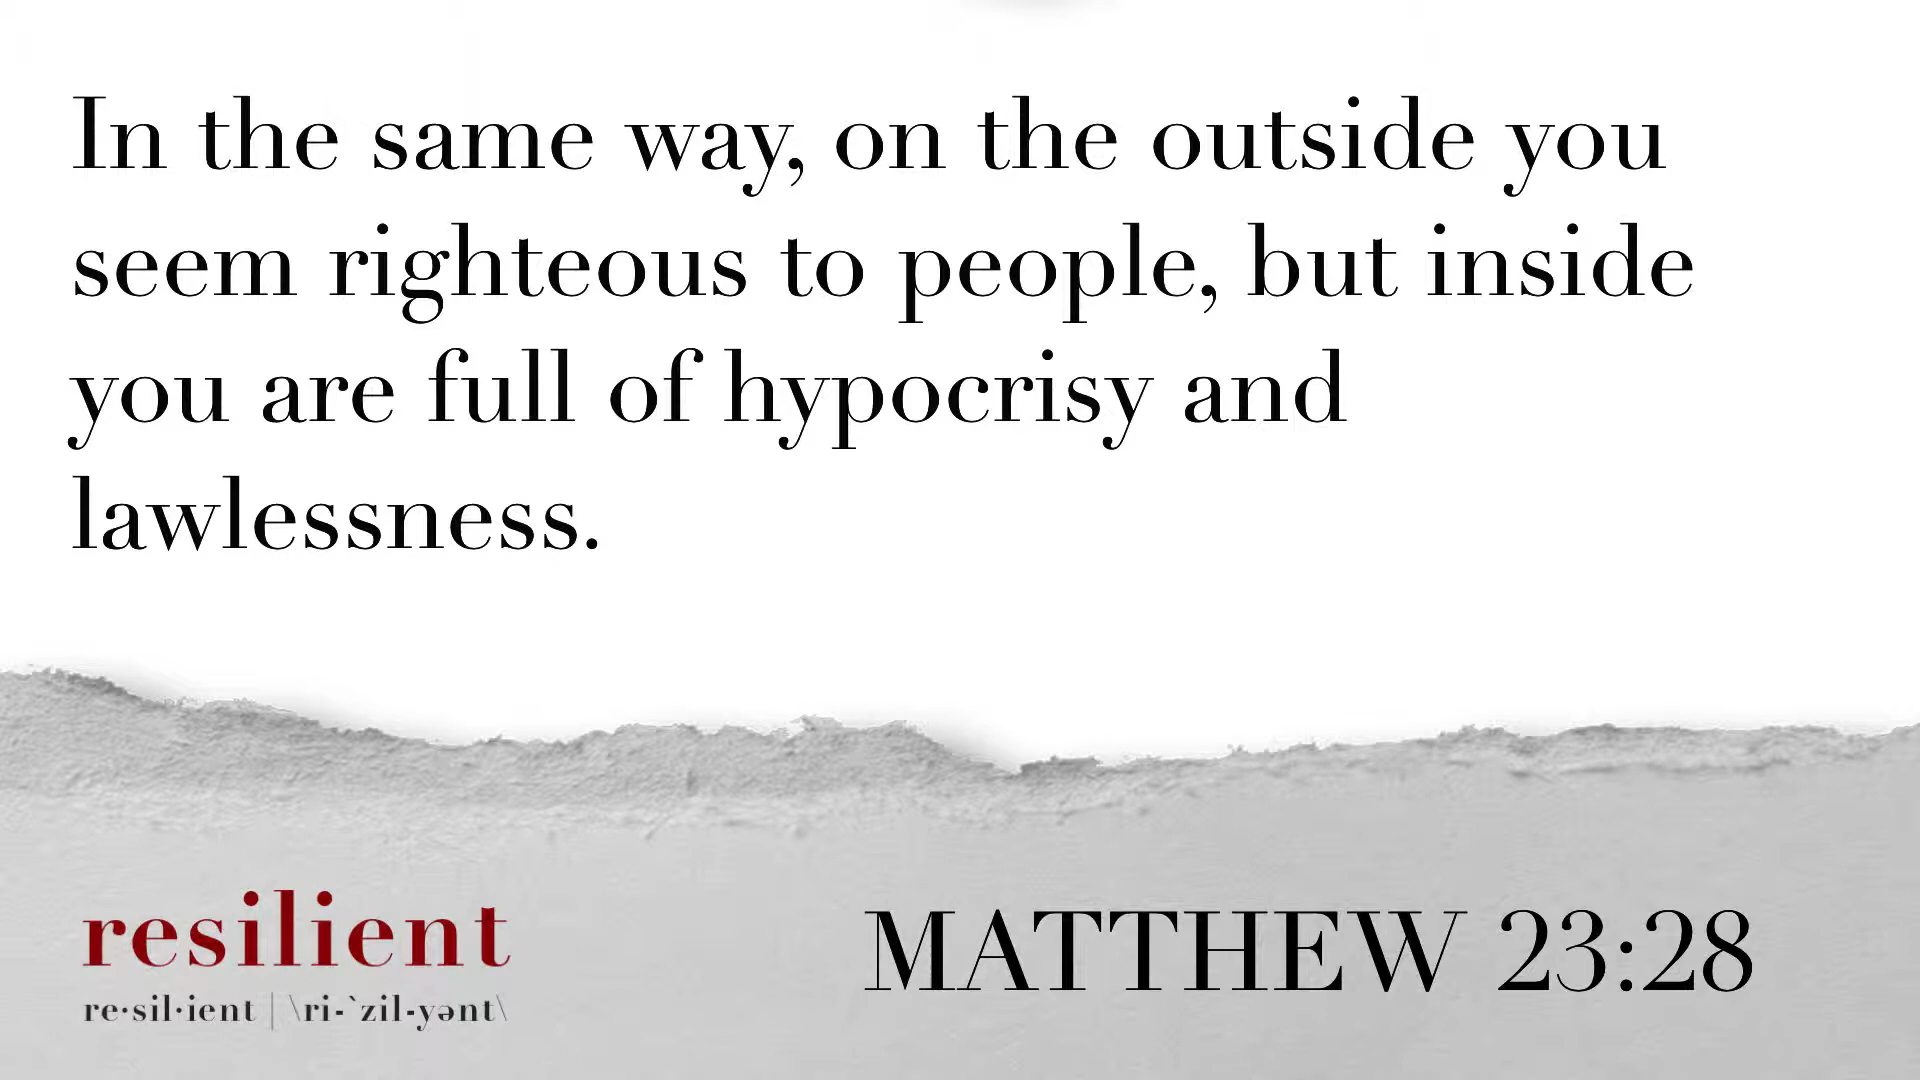 In the same way, on the outside you
seem righteous to people, but inside
you are full of hypocrisy and
lawlessness.
resilient
re·sil·ient | \ri-`zil-yənt\
MATTHEW 23:28